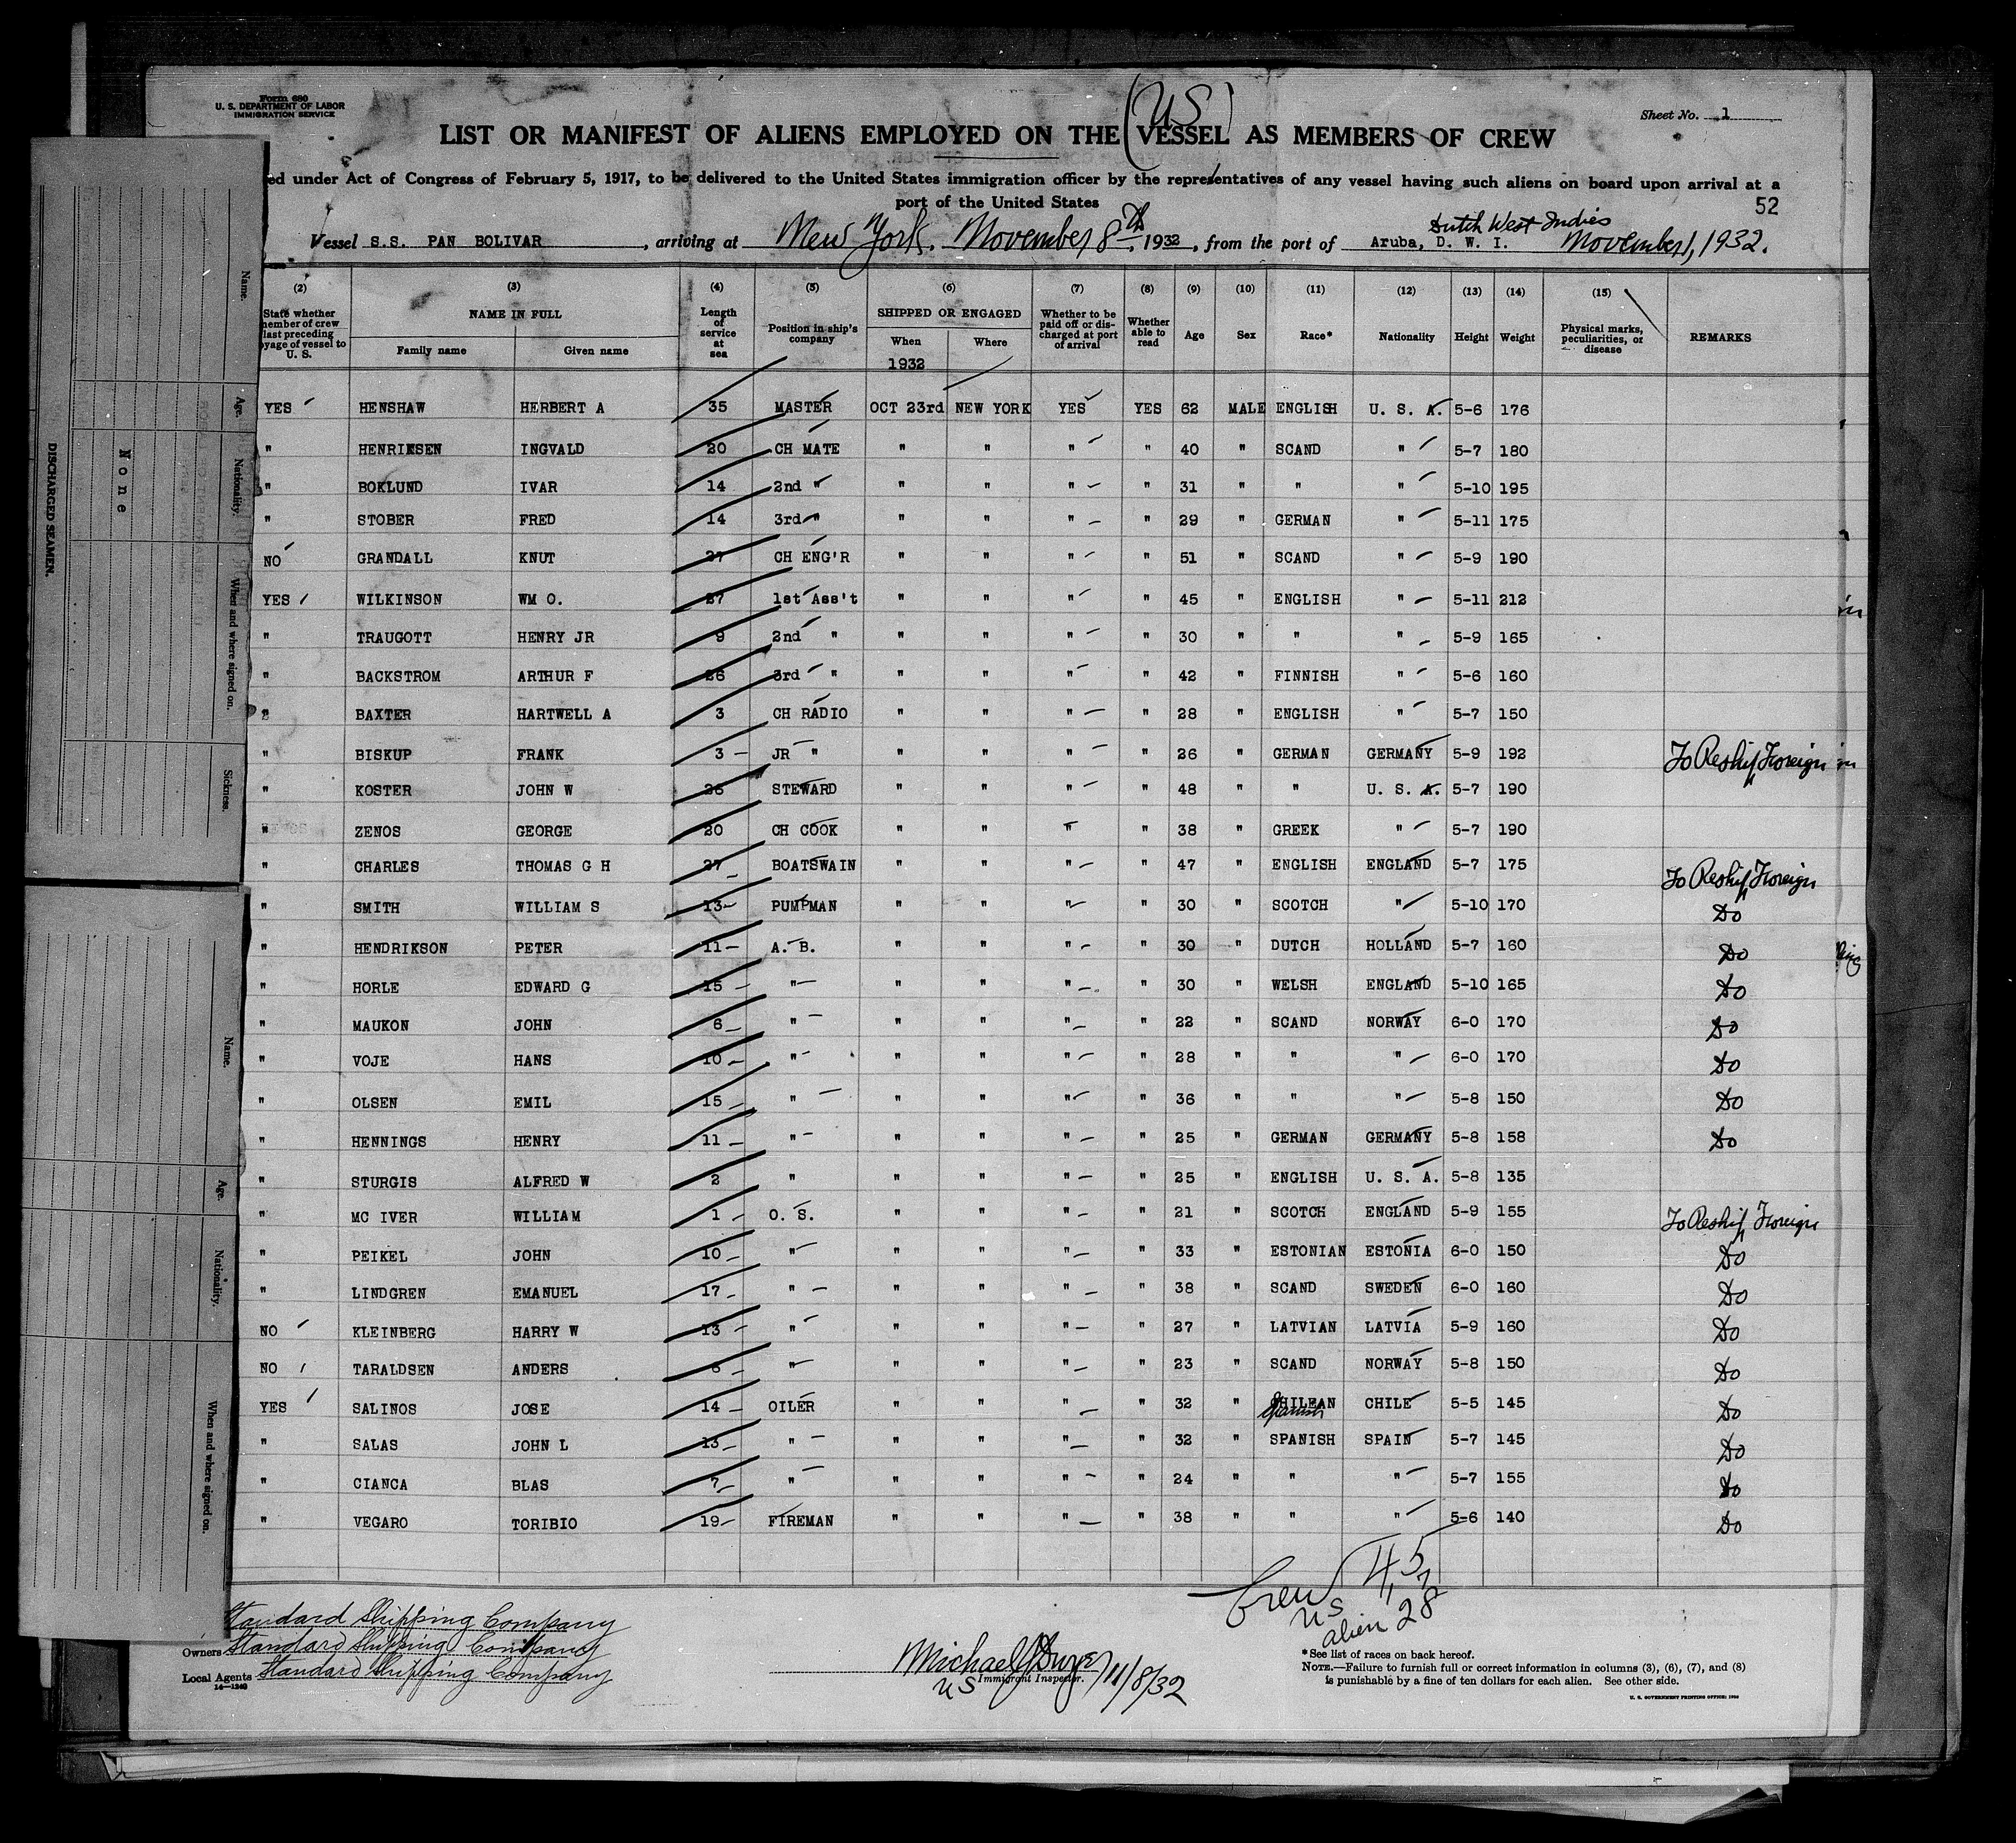 Form 680
U. S. DEPARTMENT OF LABOR
IMMIGRATION SERVICE
Sheet No. 1
(US)
LIST OR MANIFEST OF ALIENS EMPLOYED ON THE VESSEL AS MEMBERS OF CREW
ed under Act of Congress of February 5, 1917, to be delivered to the United States immigration officer by the representatives of any vessel having such aliens on board upon arrival at a
port of the United States
52
Dutch West Indies
Vessel S.S. PAN BOLIVAR, arriving at New York, November 8th, 1932, from the port of Aruba, D. W. I. November 1, 1932.
(2) (3) (4) (5) (6) (7) (8) (9) (10) (11) (12) (13) (14) (15)
State whether member of crew last preceding oyage of vessel to U. S. NAME IN FULL Family name Given name Length of service at sea Position in ship's company SHIPPED OR ENGAGED When Where Whether to be paid off or discharged at port of arrival Whether able to read Age Sex Race* Nationality Height Weight Physical marks, peculiarities, or disease REMARKS
1932
YES HENSHAW HERBERT A 35 MASTER OCT 23rd NEW YORK YES YES 62 MALE ENGLISH U. S. A. 5-6 176
" HENRIKSEN INGVALD 20 CH MATE " " " " 40 " SCAND " 5-7 180
" BOKLUND IVAR 14 2nd " " " " " 31 " " " 5-10 195
" STOBER FRED 14 3rd " " " " " 29 " GERMAN " 5-11 175
NO GRANDALL KNUT 27 CH ENG'R " " " " 51 " SCAND " 5-9 190
YES WILKINSON WM O. 27 1st Ass't " " " " 45 " ENGLISH " 5-11 212
" TRAUGOTT HENRY JR 9 2nd " " " " " 30 " " " 5-9 165
" BACKSTROM ARTHUR F 26 3rd " " " " " 42 " FINNISH " 5-6 160
" BAXTER HARTWELL A 3 CH RADIO " " " " 28 " ENGLISH " 5-7 150
" BISKUP FRANK 3 JR " " " " " 26 " GERMAN GERMANY 5-9 192 To Reship Foreign
" KOSTER JOHN W 26 STEWARD " " " " 48 " " U. S. A. 5-7 190
" ZENOS GEORGE 20 CH COOK " " " " 38 " GREEK " 5-7 190
" CHARLES THOMAS G H 27 BOATSWAIN " " " " 47 " ENGLISH ENGLAND 5-7 175 To Reship Foreign
" SMITH WILLIAM S 13 PUMPMAN " " " " 30 " SCOTCH " 5-10 170 Do
" HENDRIKSON PETER 11 A. B. " " " " 30 " DUTCH HOLLAND 5-7 160 Do
" HORLE EDWARD G 15 " " " " " 30 " WELSH ENGLAND 5-10 165 Do
" MAUKON JOHN 6 " " " " " 22 " SCAND NORWAY 6-0 170 Do
" VOJE HANS 10 " " " " " 28 " " " 6-0 170 Do
" OLSEN EMIL 15 " " " " " 36 " " " 5-8 150 Do
" HENNINGS HENRY 11 " " " " " 25 " GERMAN GERMANY 5-8 158 Do
" STURGIS ALFRED W 2 " " " " " 25 " ENGLISH U. S. A. 5-8 135
" MC IVER WILLIAM 1 O. S. " " " " 21 " SCOTCH ENGLAND 5-9 155 To Reship Foreign
" PEIKEL JOHN 10 " " " " " 33 " ESTONIAN ESTONIA 6-0 150 Do
" LINDGREN EMANUEL 17 " " " " " 38 " SCAND SWEDEN 6-0 160 Do
NO KLEINBERG HARRY W 13 " " " " " 27 " LATVIAN LATVIA 5-9 160 Do
NO TARALDSEN ANDERS 6 " " " " " 23 " SCAND NORWAY 5-8 150 Do
YES SALINOS JOSE 14 OILER " " " " 32 " CHILEAN Spanish CHILE 5-5 145 Do
" SALAS JOHN L 13 " " " " " 32 " SPANISH SPAIN 5-7 145 Do
" CIANCA BLAS 7 " " " " " 24 " " " 5-7 155 Do
" VEGARO TORIBIO 19 FIREMAN " " " " 38 " " " 5-6 140 Do
Crew 45
US 17
alien 28
Standard Shipping Company
Owners Standard Shipping Company
Local Agents Standard Shipping Company
14—1240
US 11/8/32
Immigrant Inspector.
*See list of races on back hereof.
NOTE.—Failure to furnish full or correct information in columns (3), (6), (7), and (8)
is punishable by a fine of ten dollars for each alien. See other side.
U. S. GOVERNMENT PRINTING OFFICE: 1930
DISCHARGED SEAMEN.
None
Name.
Age.
Nationality.
When and where signed on.
Sickness.
Name.
Age.
Nationality.
When and where signed on.